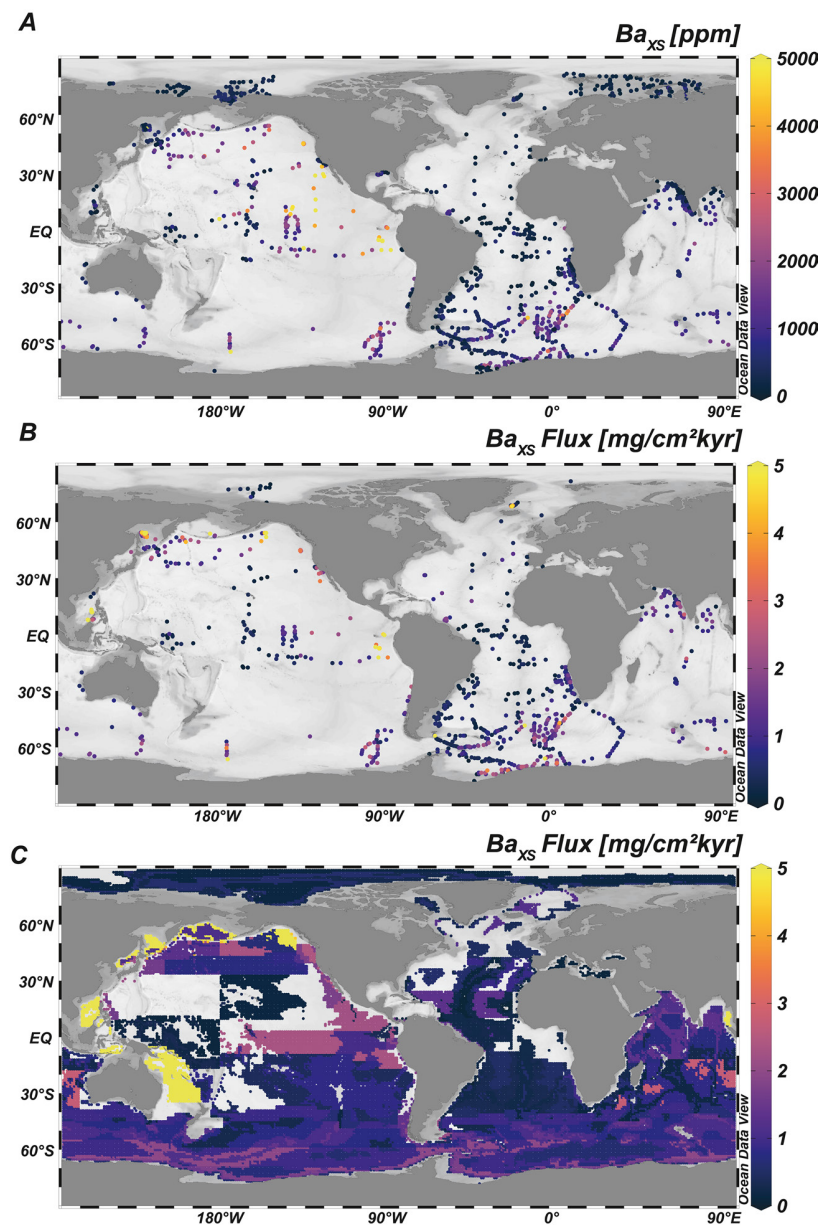 A
Ba_XS [ppm]
5000
60°N
4000
30°N
3000
EQ
2000
30°S
1000
60°S
Ocean Data View
0
180°W 90°W 0° 90°E
B
Ba_XS Flux [mg/cm²kyr]
5
60°N
4
30°N
3
EQ
2
30°S
1
60°S
Ocean Data View
0
180°W 90°W 0° 90°E
C
Ba_XS Flux [mg/cm²kyr]
5
60°N
4
30°N
3
EQ
2
30°S
1
60°S
Ocean Data View
0
180°W 90°W 0° 90°E